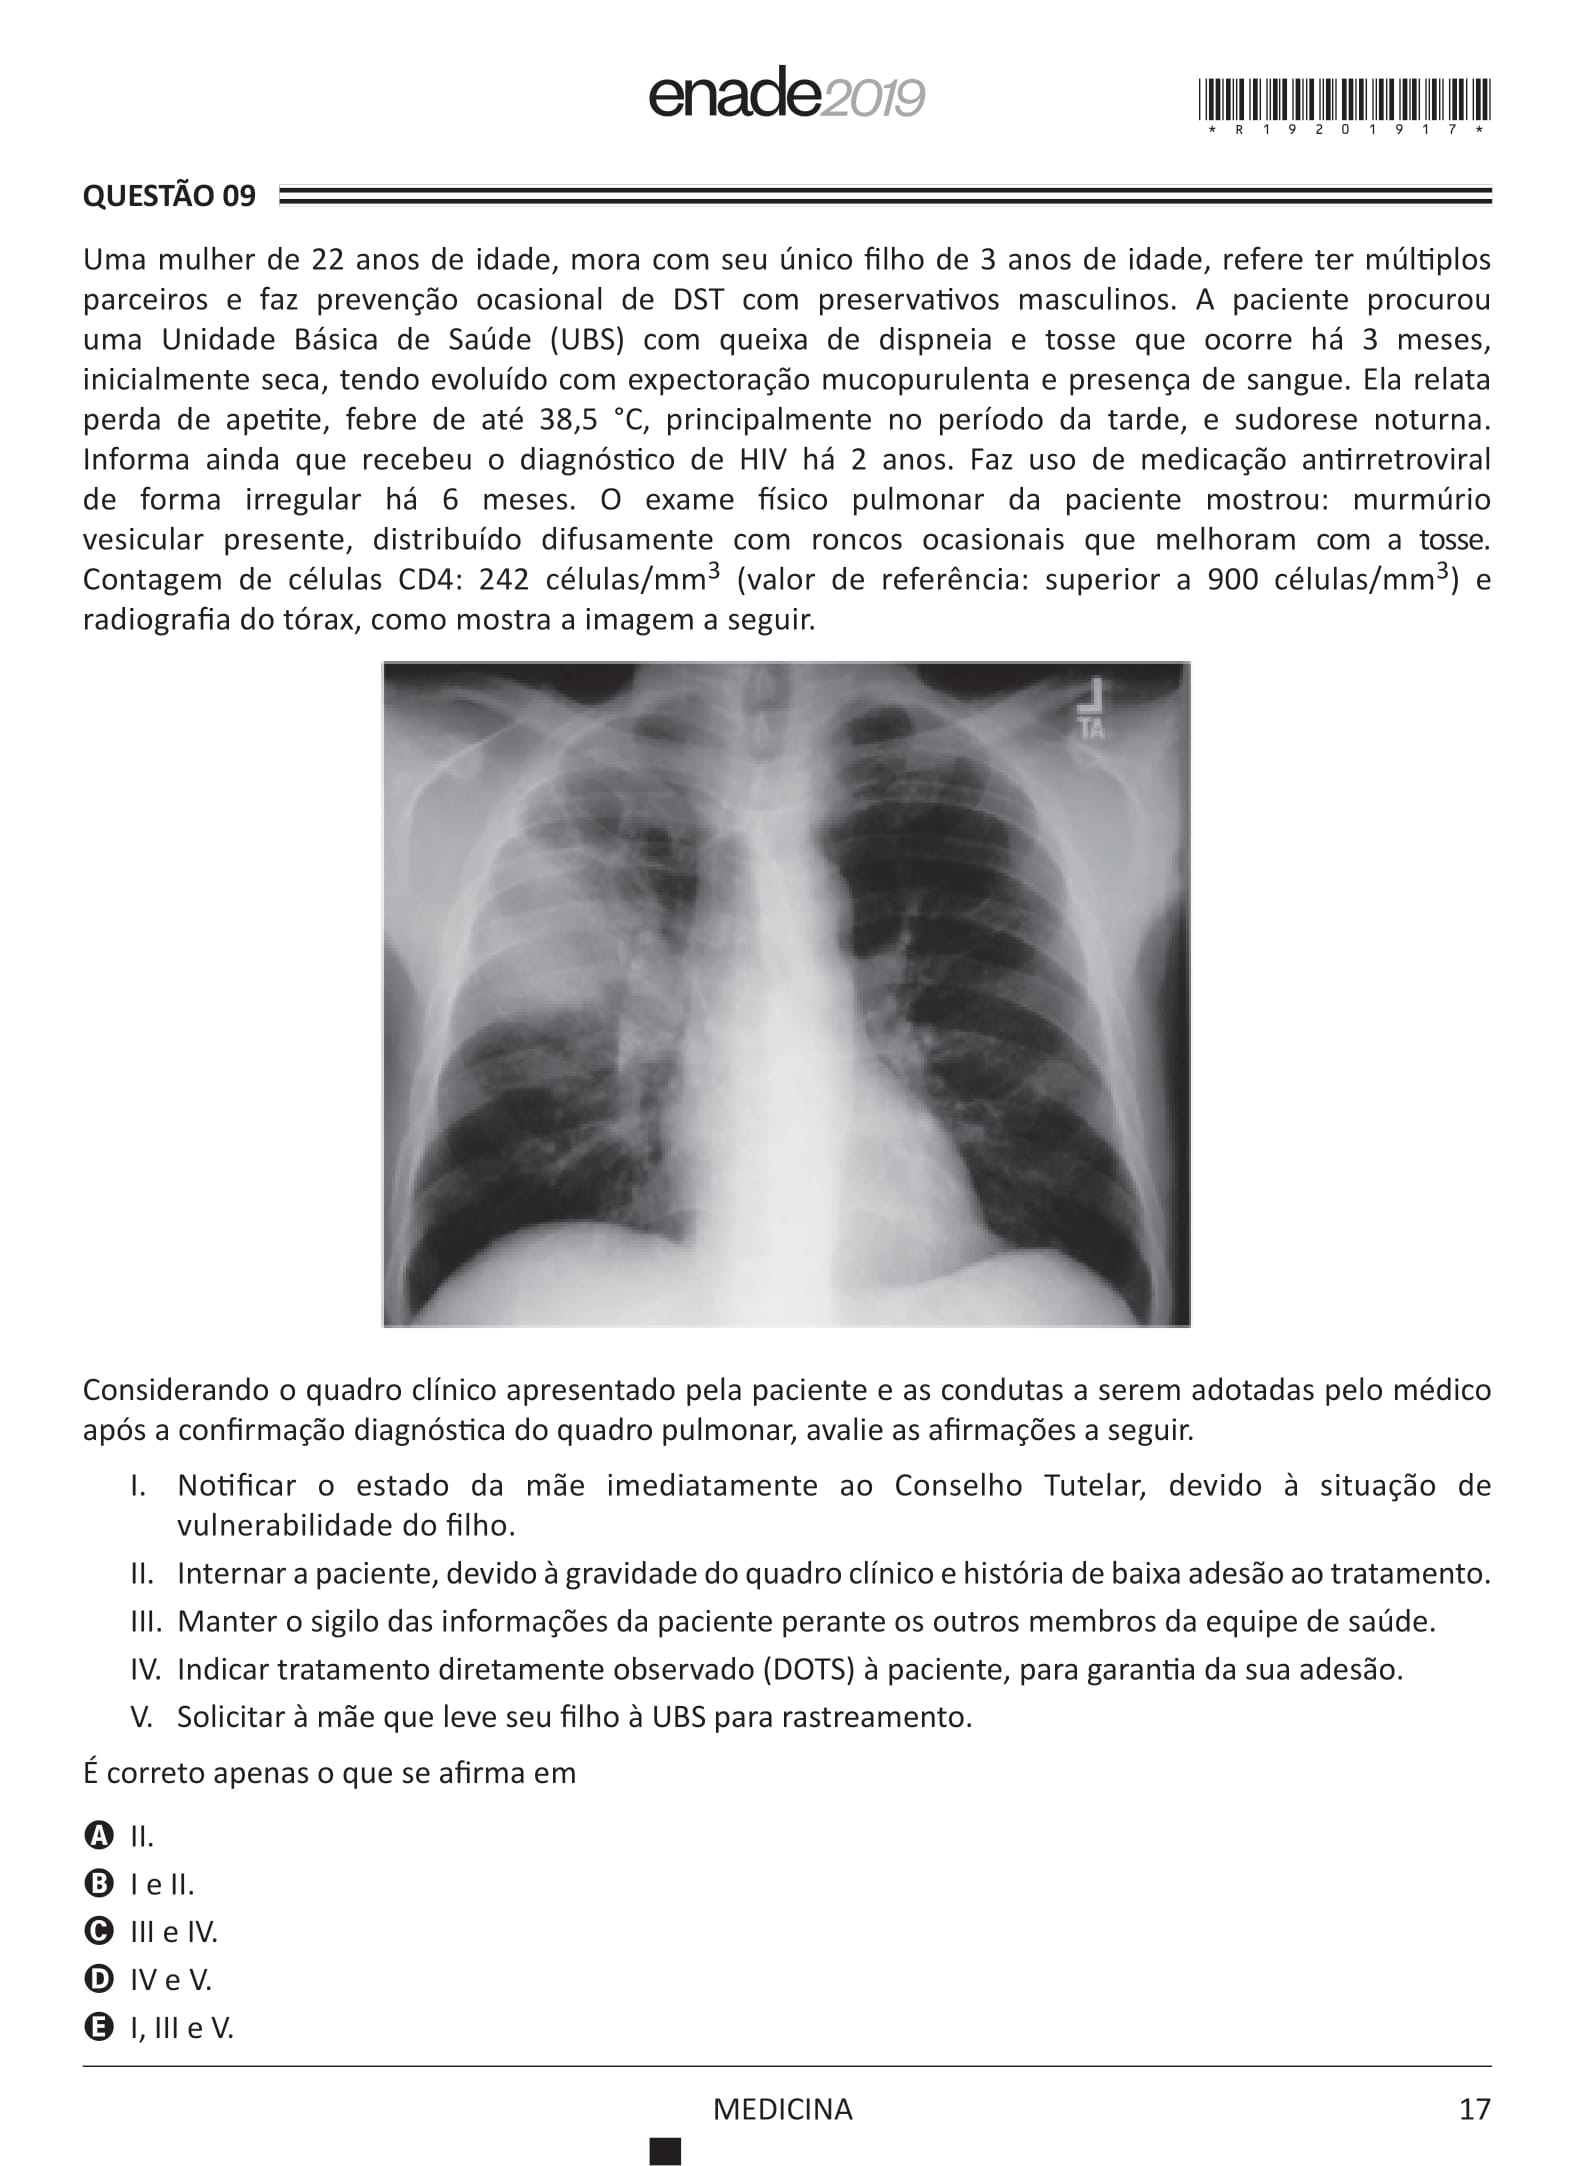 enade2019
*R19201917*
QUESTÃO 09
Uma mulher de 22 anos de idade, mora com seu único filho de 3 anos de idade, refere ter múltiplos
parceiros e faz prevenção ocasional de DST com preservativos masculinos. A paciente procurou
uma Unidade Básica de Saúde (UBS) com queixa de dispneia e tosse que ocorre há 3 meses,
inicialmente seca, tendo evoluído com expectoração mucopurulenta e presença de sangue. Ela relata
perda de apetite, febre de até 38,5 °C, principalmente no período da tarde, e sudorese noturna.
Informa ainda que recebeu o diagnóstico de HIV há 2 anos. Faz uso de medicação antirretroviral
de forma irregular há 6 meses. O exame físico pulmonar da paciente mostrou: murmúrio
vesicular presente, distribuído difusamente com roncos ocasionais que melhoram com a tosse.
Contagem de células CD4: 242 células/mm³ (valor de referência: superior a 900 células/mm³) e
radiografia do tórax, como mostra a imagem a seguir.
L
TA
Considerando o quadro clínico apresentado pela paciente e as condutas a serem adotadas pelo médico
após a confirmação diagnóstica do quadro pulmonar, avalie as afirmações a seguir.
I. Notificar o estado da mãe imediatamente ao Conselho Tutelar, devido à situação de
vulnerabilidade do filho.
II. Internar a paciente, devido à gravidade do quadro clínico e história de baixa adesão ao tratamento.
III. Manter o sigilo das informações da paciente perante os outros membros da equipe de saúde.
IV. Indicar tratamento diretamente observado (DOTS) à paciente, para garantia da sua adesão.
V. Solicitar à mãe que leve seu filho à UBS para rastreamento.
É correto apenas o que se afirma em
A II.
B I e II.
C III e IV.
D IV e V.
E I, III e V.
MEDICINA
17